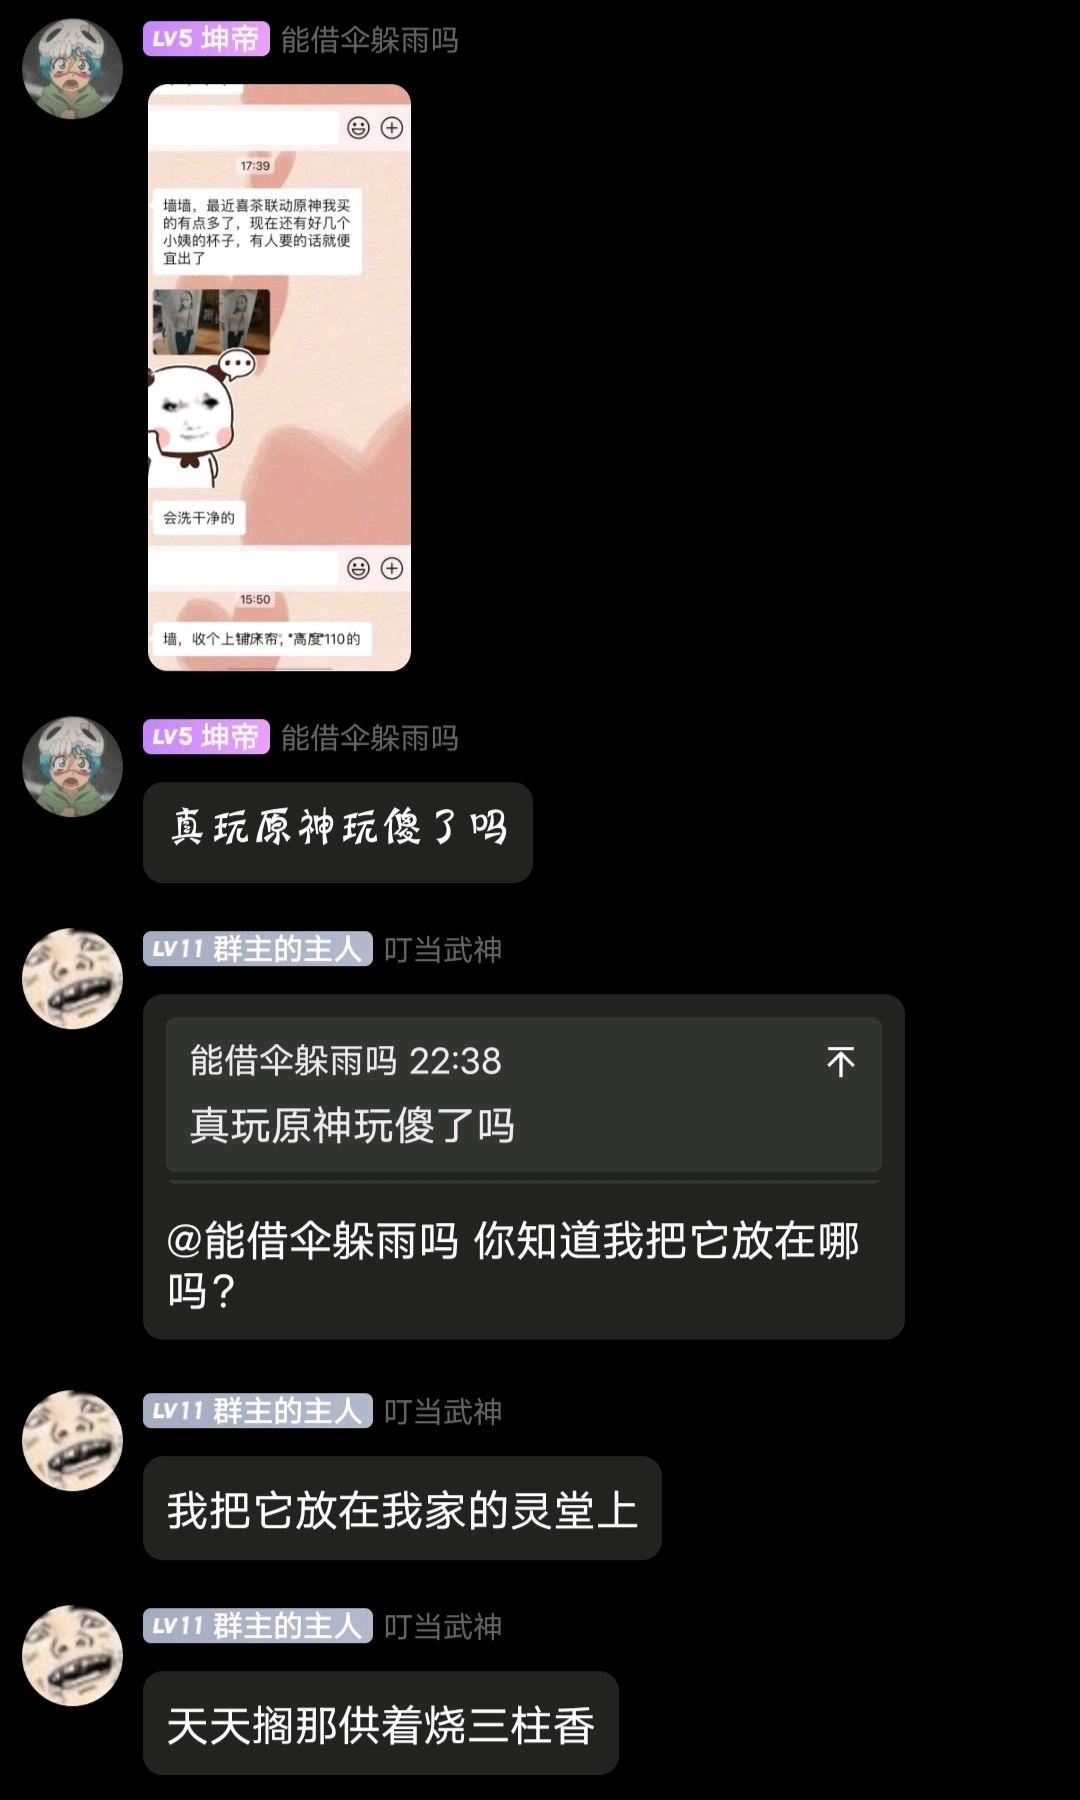 LV5 坤帝 能借伞躲雨吗
17:39
墙墙，最近喜茶联动原神我买
的有点多了，现在还有好几个
小姨的杯子，有人要的话就便
宜出了
会洗干净的
15:50
墙，收个上铺床帘，高度110的
LV5 坤帝 能借伞躲雨吗
真玩原神玩傻了吗
LV11 群主的主人 叮当武神
能借伞躲雨吗 22:38
真玩原神玩傻了吗
@能借伞躲雨吗 你知道我把它放在哪
吗？
LV11 群主的主人 叮当武神
我把它放在我家的灵堂上
LV11 群主的主人 叮当武神
天天搁那供着烧三柱香